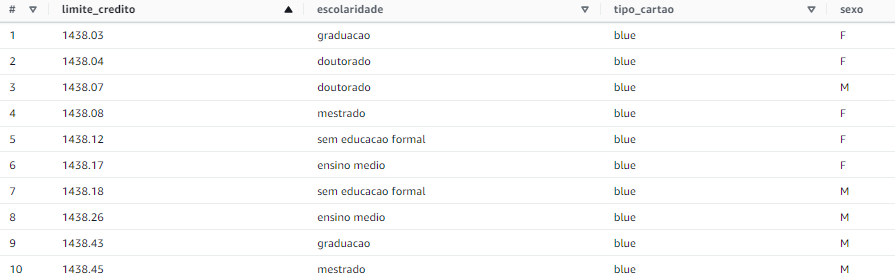 # limite_credito escolaridade tipo_cartao sexo
1 1438.03 graduacao blue F
2 1438.04 doutorado blue F
3 1438.07 doutorado blue M
4 1438.08 mestrado blue F
5 1438.12 sem educacao formal blue F
6 1438.17 ensino medio blue F
7 1438.18 sem educacao formal blue M
8 1438.26 ensino medio blue M
9 1438.43 graduacao blue M
10 1438.45 mestrado blue M